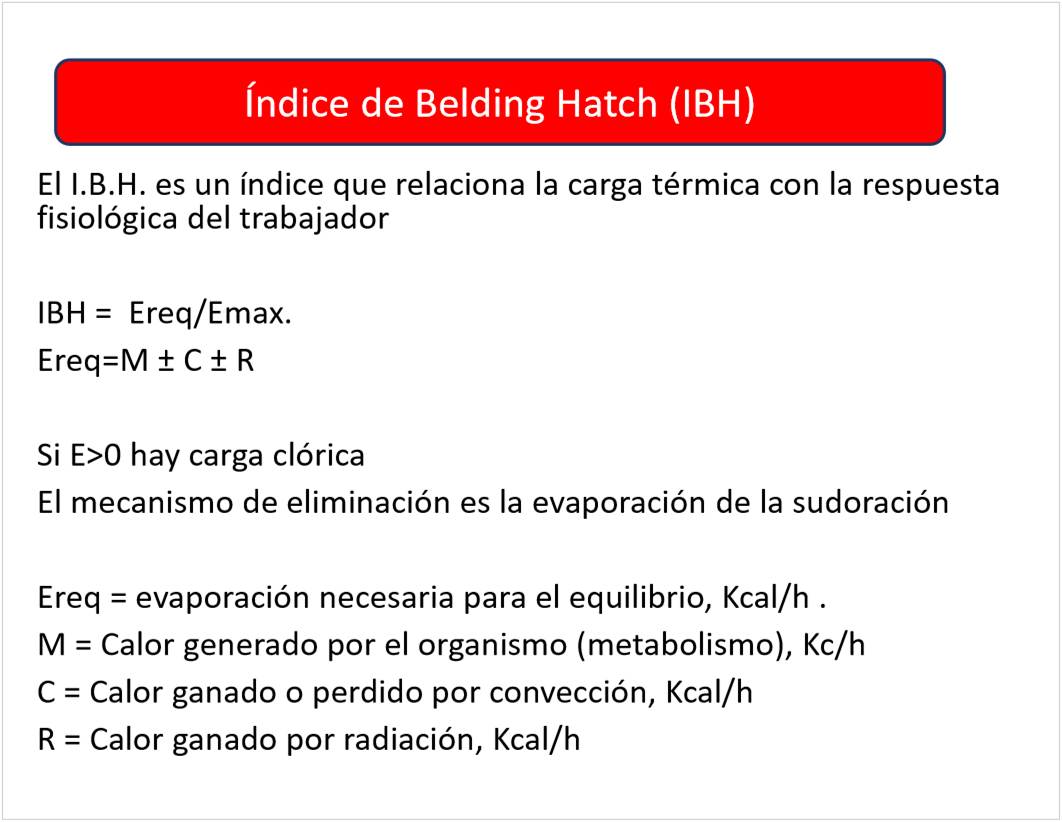 Índice de Belding Hatch (IBH)
El I.B.H. es un índice que relaciona la carga térmica con la respuesta
fisiológica del trabajador
IBH =  Ereq/Emax.
Ereq=M ± C ± R
Si E>0 hay carga clórica
El mecanismo de eliminación es la evaporación de la sudoración
Ereq = evaporación necesaria para el equilibrio, Kcal/h .
M = Calor generado por el organismo (metabolismo), Kc/h
C = Calor ganado o perdido por convección, Kcal/h
R = Calor ganado por radiación, Kcal/h